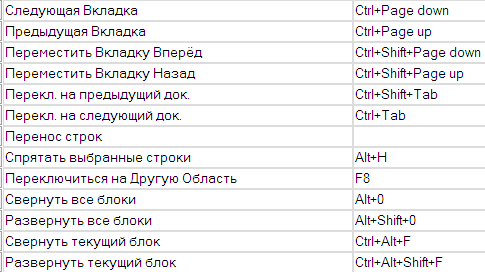 Следующая Вкладка Ctrl+Page down
Предыдущая Вкладка Ctrl+Page up
Переместить Вкладку Вперёд Ctrl+Shift+Page down
Переместить Вкладку Назад Ctrl+Shift+Page up
Перекл. на предыдущий док. Ctrl+Shift+Tab
Перекл. на следующий док. Ctrl+Tab
Перенос строк
Спрятать выбранные строки Alt+H
Переключиться на Другую Область F8
Свернуть все блоки Alt+0
Развернуть все блоки Alt+Shift+0
Свернуть текущий блок Ctrl+Alt+F
Развернуть текущий блок Ctrl+Alt+Shift+F